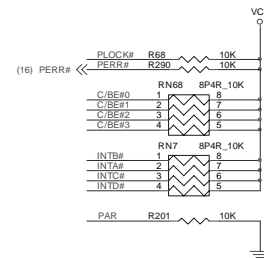 VC
PLOCK# R68 10K
(16) PERR# PERR# R290 10K
RN68 8P4R_10K
C/BE#0 1 8
C/BE#1 2 7
C/BE#2 3 6
C/BE#3 4 5
RN7 8P4R_10K
INTB# 1 8
INTA# 2 7
INTC# 3 6
INTD# 4 5
PAR R201 10K